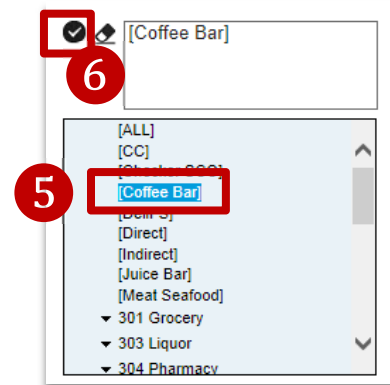 [Coffee Bar]
6
[ALL]
[CC]
5
[Coffee Bar]
[Direct]
[Indirect]
[Juice Bar]
[Meat Seafood]
301 Grocery
303 Liquor
304 Pharmacy